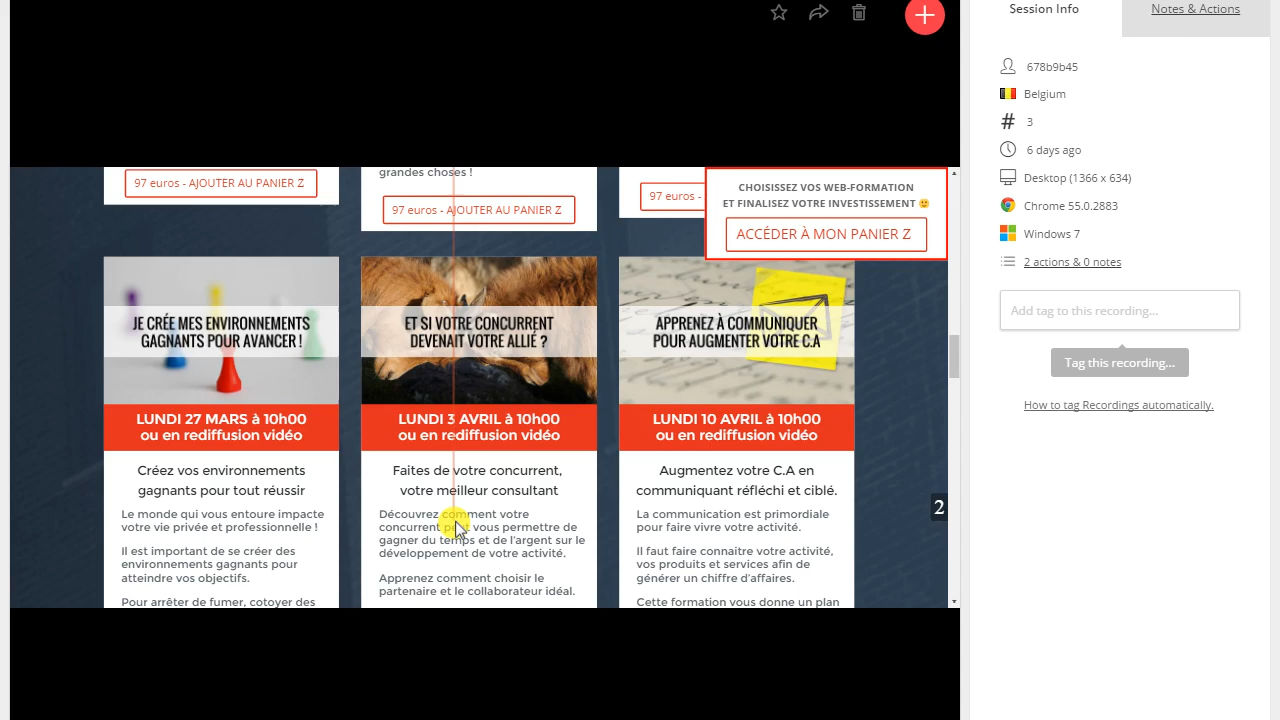 Session Info
Notes & Actions
678b9b45
Belgium
# 3
6 days ago
Desktop (1366 x 634)
Chrome 55.0.2883
Windows 7
2 actions & 0 notes
Add tag to this recording...
Tag this recording...
How to tag Recordings automatically.
97 euros - AJOUTER AU PANIER Z
grandes choses !
97 euros - AJOUTER AU PANIER Z
97 euros -
CHOISISSEZ VOS WEB-FORMATION
ET FINALISEZ VOTRE INVESTISSEMENT 🙂
ACCÉDER À MON PANIER Z
JE CRÉE MES ENVIRONNEMENTS
GAGNANTS POUR AVANCER !
LUNDI 27 MARS à 10h00
ou en rediffusion vidéo
Créez vos environnements
gagnants pour tout réussir
Le monde qui vous entoure impacte
votre vie privée et professionnelle !
Il est important de se créer des
environnements gagnants pour
atteindre vos objectifs.
Pour arrêter de fumer, cotoyer des
ET SI VOTRE CONCURRENT
DEVENAIT VOTRE ALLIÉ ?
LUNDI 3 AVRIL à 10h00
ou en rediffusion vidéo
Faites de votre concurrent,
votre meilleur consultant
Découvrez comment votre
concurrent peut vous permettre de
gagner du temps et de l'argent sur le
développement de votre activité.
Apprenez comment choisir le
partenaire et le collaborateur idéal.
APPRENEZ À COMMUNIQUER
POUR AUGMENTER VOTRE C.A
LUNDI 10 AVRIL à 10h00
ou en rediffusion vidéo
Augmentez votre C.A en
communiquant réfléchi et ciblé.
La communication est primordiale
pour faire vivre votre activité.
Il faut faire connaitre votre activité,
vos produits et services afin de
générer un chiffre d'affaires.
Cette formation vous donne un plan
2